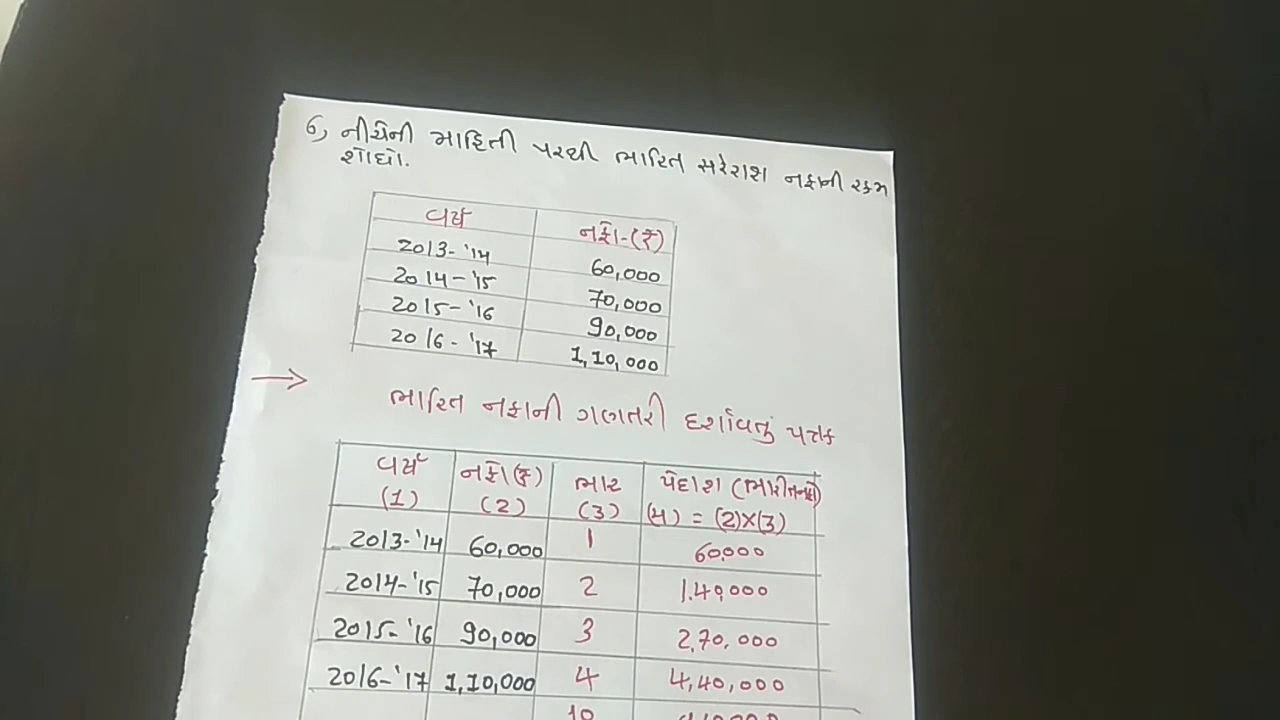 6, નીચેની માહિતી પરથી ભારિત સરેરાશ નફાની રકમ
શોધો.
વર્ષ નફો-(₹)
2013-'14 60,000
2014-'15 70,000
2015-'16 90,000
2016-'17 1,10,000
ભારિત નફાની ગણતરી દર્શાવતું પત્રક
વર્ષ નફો(₹) ભાર પેદાશ (ભારીતનફો)
(1) (2) (3) (4) = (2)X(3)
2013-'14 60,000 1 60,000
2014-'15 70,000 2 1,40,000
2015-'16 90,000 3 2,70,000
2016-'17 1,10,000 4 4,40,000
10